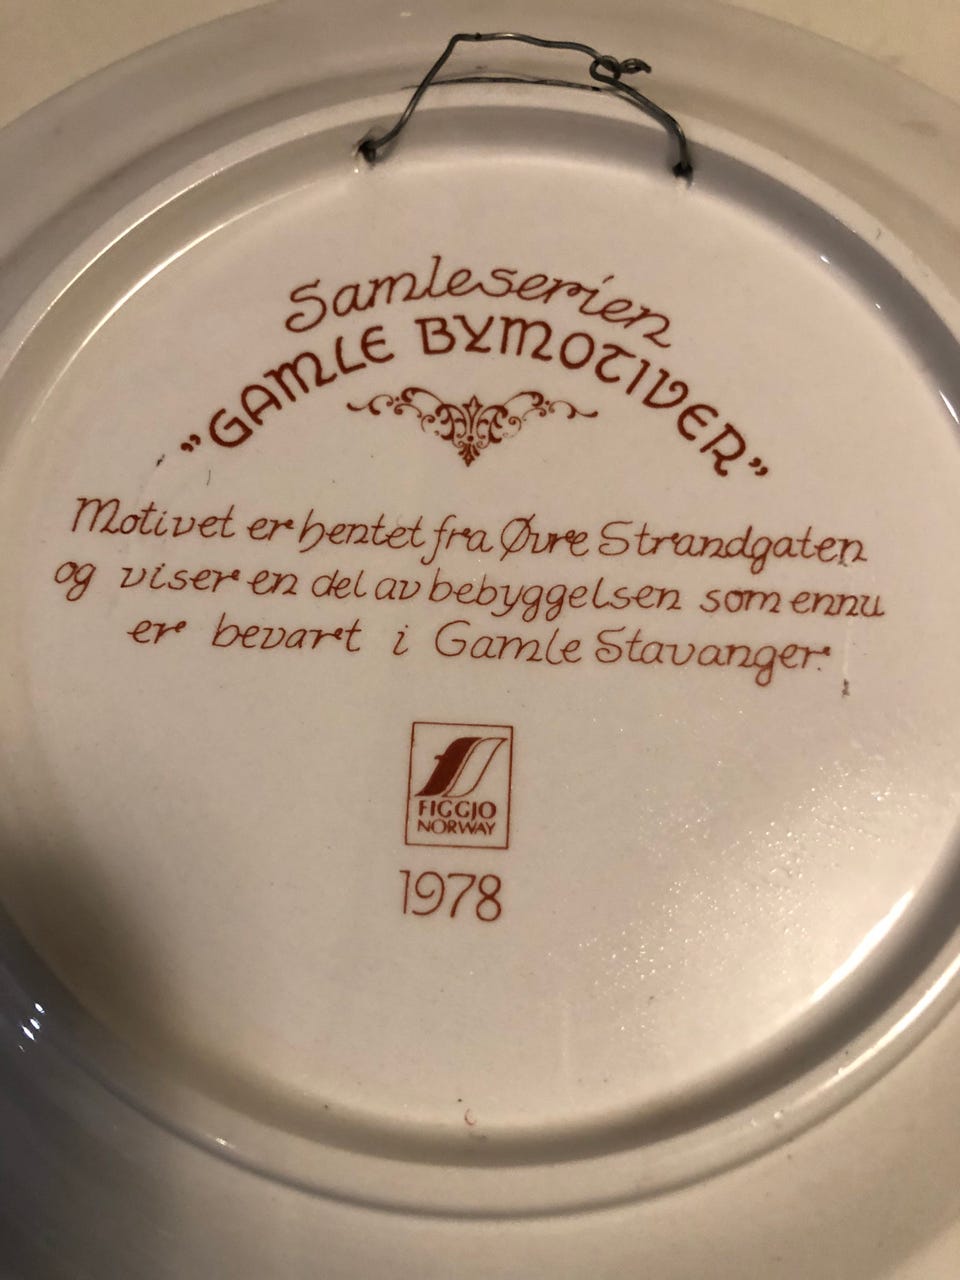 Samleserien
"GAMLE BYMOTIVER"
Motivet er hentet fra Øvre Strandgaten
og viser en del av bebyggelsen som ennu
er bevart i Gamle Stavanger.
FIGGJO
NORWAY
1978